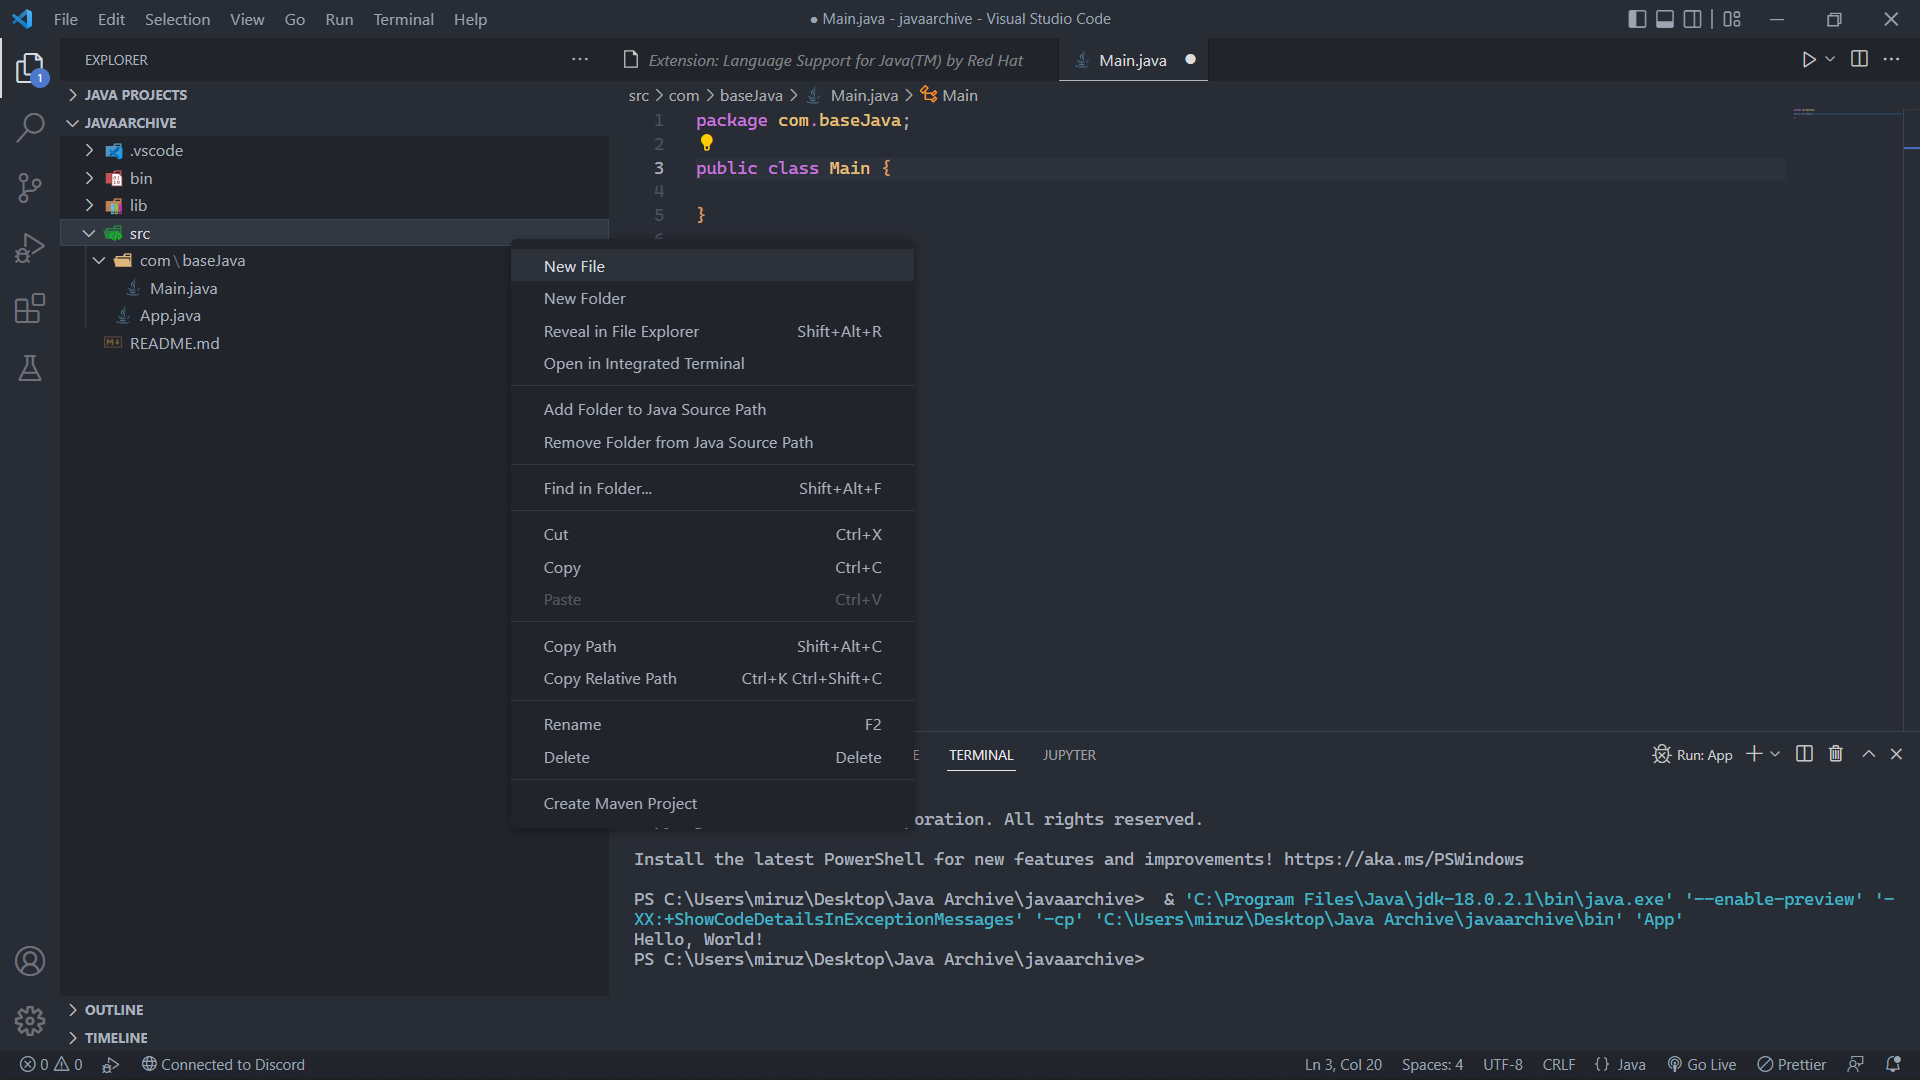 File Edit Selection View Go Run Terminal Help
● Main.java - javaarchive - Visual Studio Code
1
EXPLORER
JAVA PROJECTS
JAVAARCHIVE
.vscode
bin
lib
src
com\baseJava
Main.java
App.java
README.md
OUTLINE
TIMELINE
Extension: Language Support for Java(TM) by Red Hat
Main.java
src > com > baseJava > Main.java > Main
1 package com.baseJava;
2
3 public class Main {
4
5 }
6
New File
New Folder
Reveal in File Explorer Shift+Alt+R
Open in Integrated Terminal
Add Folder to Java Source Path
Remove Folder from Java Source Path
Find in Folder... Shift+Alt+F
Cut Ctrl+X
Copy Ctrl+C
Paste Ctrl+V
Copy Path Shift+Alt+C
Copy Relative Path Ctrl+K Ctrl+Shift+C
Rename F2
Delete Delete
Create Maven Project
E TERMINAL JUPYTER
Run: App
oration. All rights reserved.
Install the latest PowerShell for new features and improvements! https://aka.ms/PSWindows
PS C:\Users\miruz\Desktop\Java Archive\javaarchive> & 'C:\Program Files\Java\jdk-18.0.2.1\bin\java.exe' '--enable-preview' '-
XX:+ShowCodeDetailsInExceptionMessages' '-cp' 'C:\Users\miruz\Desktop\Java Archive\javaarchive\bin' 'App'
Hello, World!
PS C:\Users\miruz\Desktop\Java Archive\javaarchive>
0 0 Connected to Discord
Ln 3, Col 20 Spaces: 4 UTF-8 CRLF {} Java Go Live Prettier